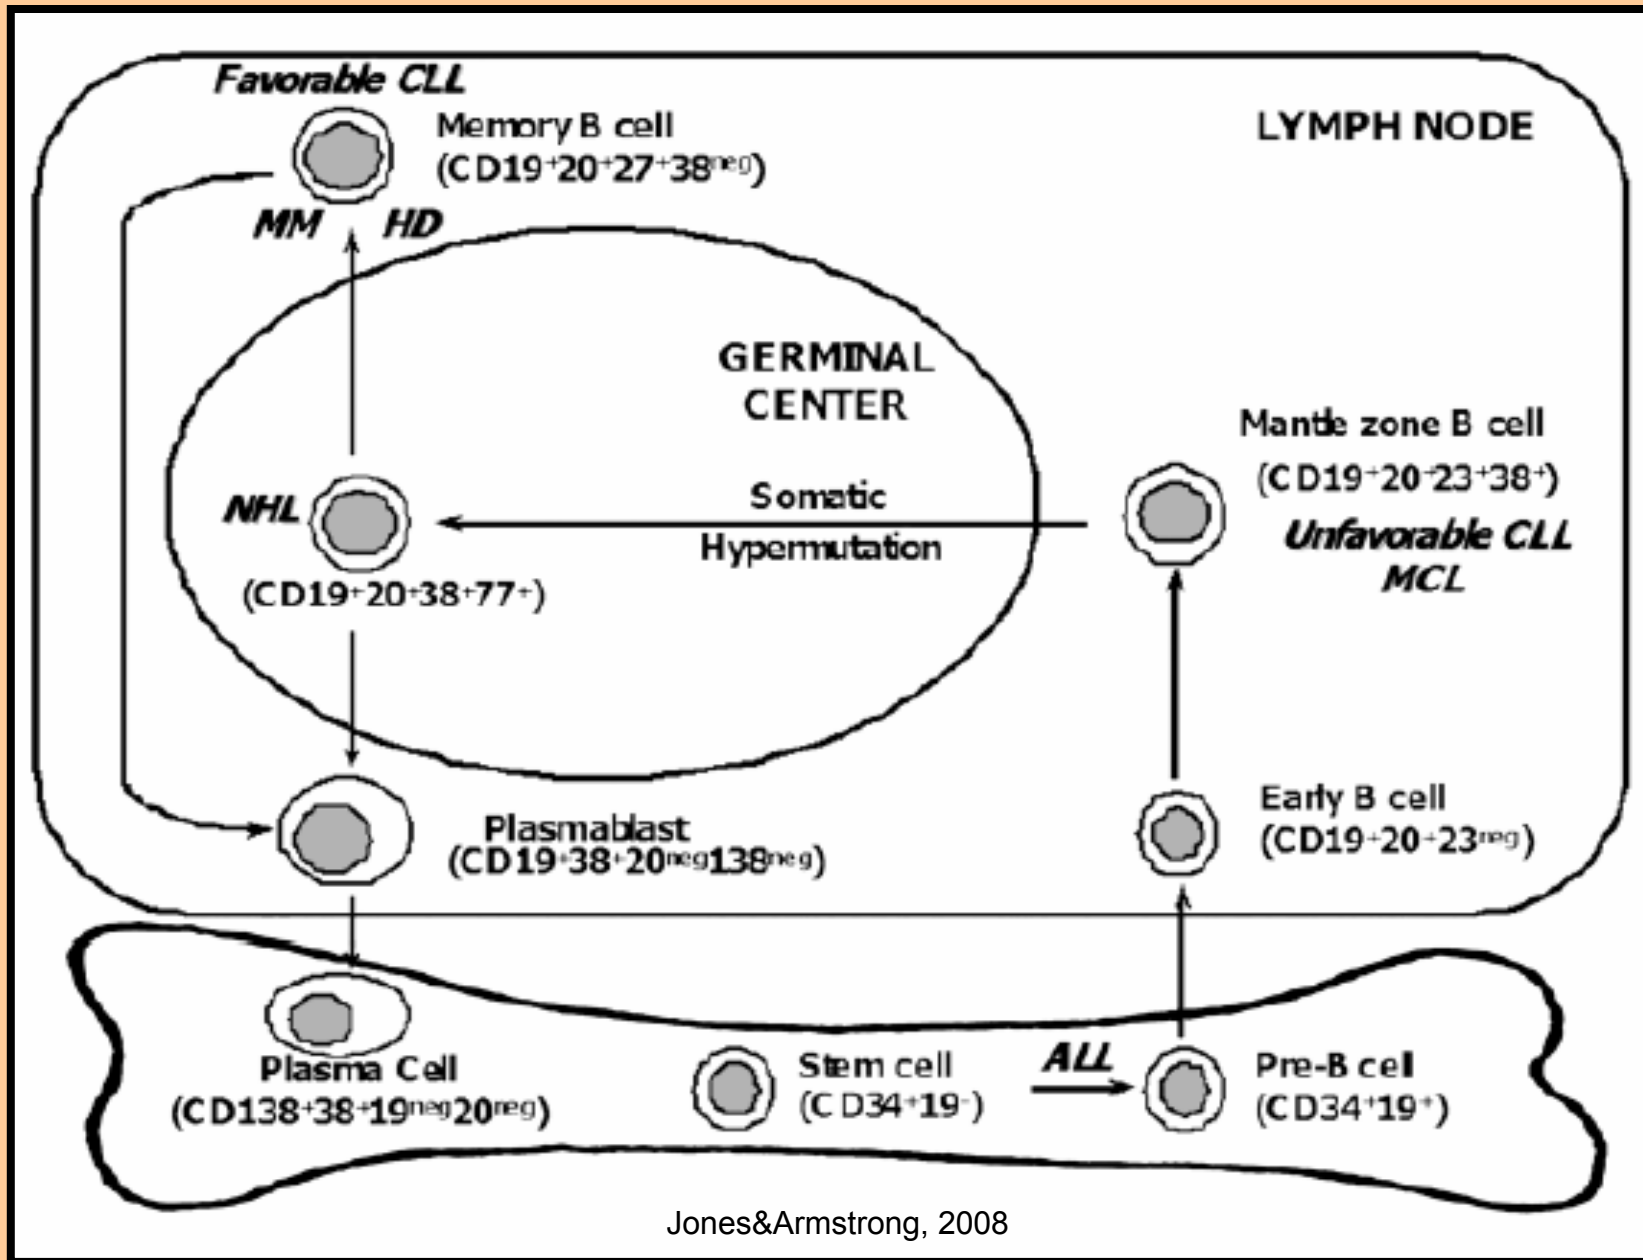 Favorable CLL
Memory B cell
(CD19⁺20⁺27⁺38ⁿᵉᵍ)
LYMPH NODE
MM HD
GERMINAL
CENTER
Mantle zone B cell
(CD19⁺20⁺23⁺38⁺)
Unfavorable CLL
MCL
Somatic
Hypermutation
NHL
(CD19⁺20⁺38⁺77⁺)
Early B cell
(CD19⁺20⁺23ⁿᵉᵍ)
Plasmablast
(CD19⁺38⁺20ⁿᵉᵍ138ⁿᵉᵍ)
Plasma Cell
(CD138⁺38⁺19ⁿᵉᵍ20ⁿᵉᵍ)
Stem cell
(CD34⁺19⁻)
ALL
Pre-B cell
(CD34⁺19⁺)
Jones&Armstrong, 2008